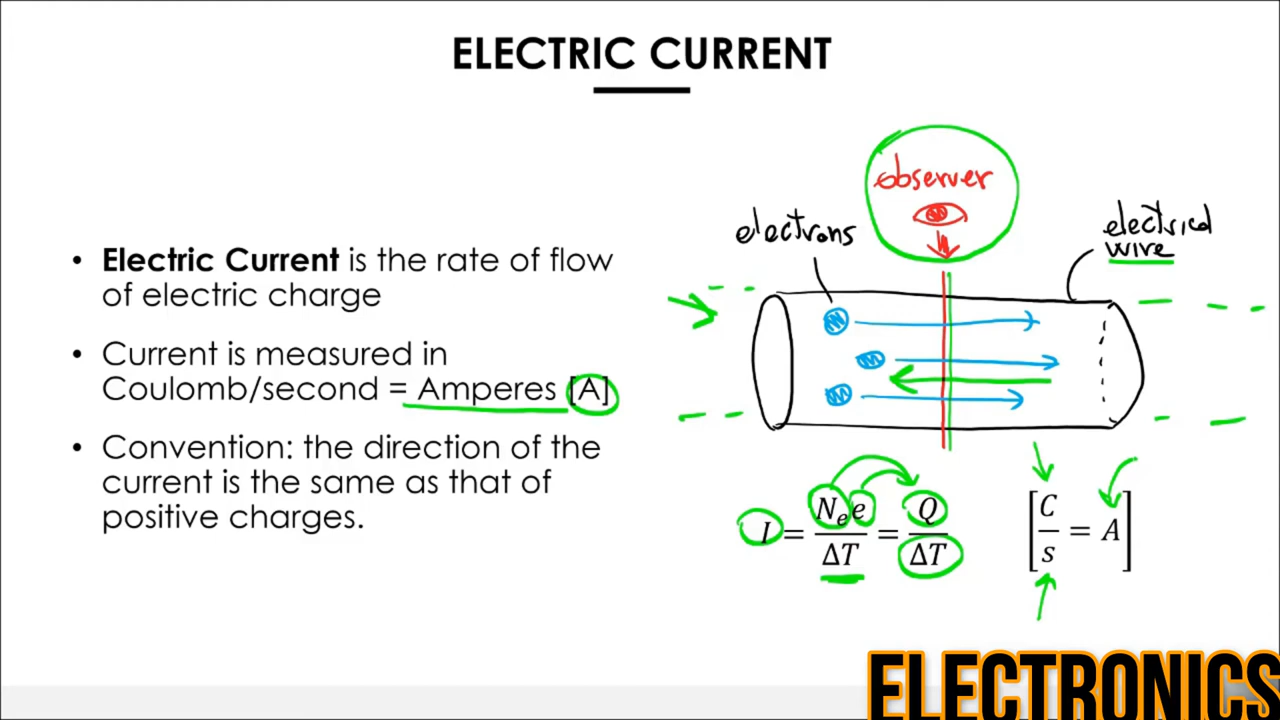 ELECTRIC CURRENT
• Electric Current is the rate of flow
of electric charge
• Current is measured in
Coulomb/second = Amperes [A]
• Convention: the direction of the
current is the same as that of
positive charges.
observer
electrons
electrical
wire
I = Nₑe/ΔT = Q/ΔT [C/s = A]
ELECTRONICS